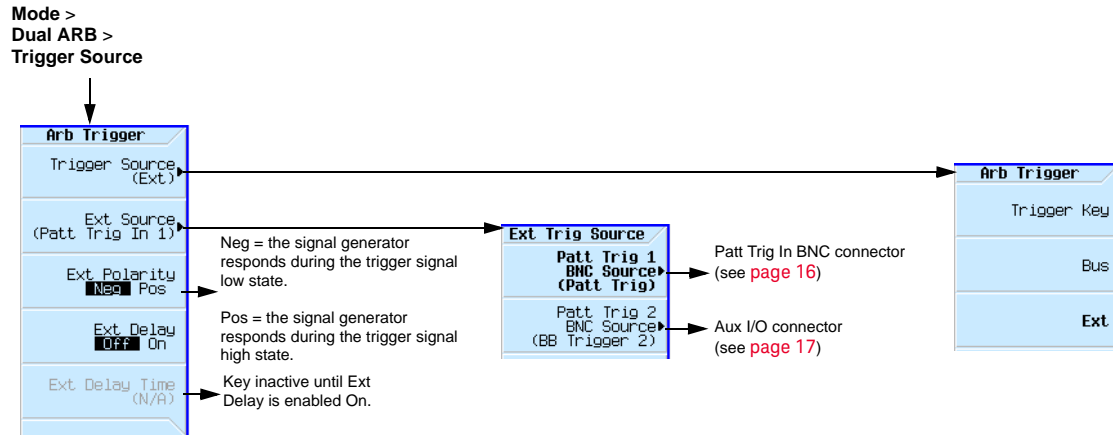 Mode >
Dual ARB >
Trigger Source
Arb Trigger
Trigger Source
(Ext)
Ext Source
(Patt Trig In 1)
Ext Polarity
Neg Pos
Ext Delay
Off On
Ext Delay Time
(N/A)
Neg = the signal generator
responds during the trigger signal
low state.
Pos = the signal generator
responds during the trigger signal
high state.
Key inactive until Ext
Delay is enabled On.
Ext Trig Source
Patt Trig 1
BNC Source
(Patt Trig)
Patt Trig 2
BNC Source
(BB Trigger 2)
Patt Trig In BNC connector
(see page 16)
Aux I/O connector
(see page 17)
Arb Trigger
Trigger Key
Bus
Ext